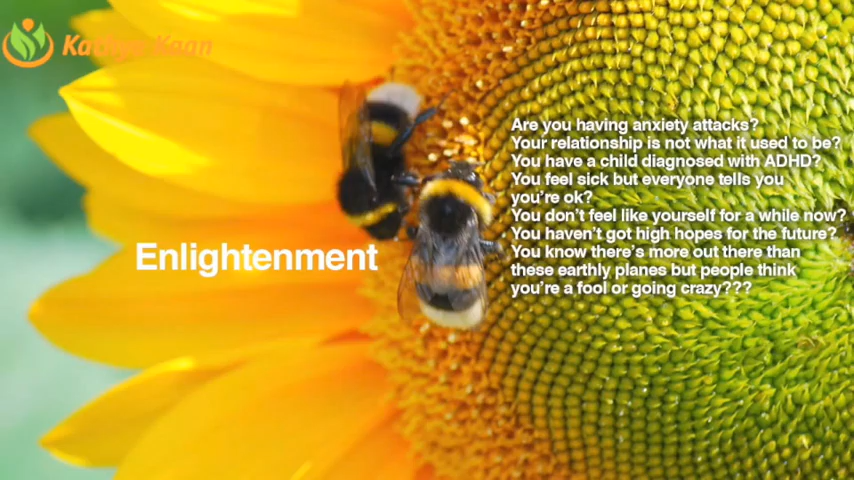 Kathye Kaan
Enlightenment
Are you having anxiety attacks?
Your relationship is not what it used to be?
You have a child diagnosed with ADHD?
You feel sick but everyone tells you
you're ok?
You don't feel like yourself for a while now?
You haven't got high hopes for the future?
You know there's more out there than
these earthly planes but people think
you're a fool or going crazy???